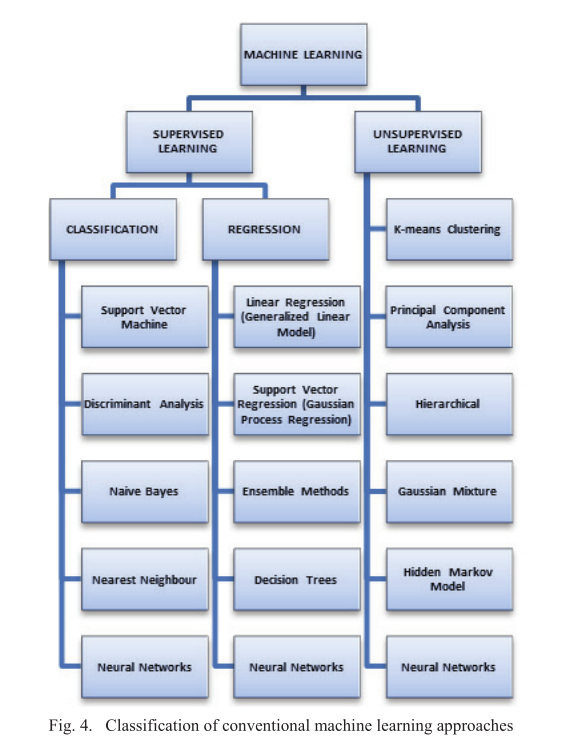 MACHINE LEARNING
SUPERVISED
LEARNING
UNSUPERVISED
LEARNING
CLASSIFICATION
REGRESSION
K-means Clustering
Support Vector
Machine
Linear Regression
(Generalized Linear
Model)
Principal Component
Analysis
Discriminant Analysis
Support Vector
Regression (Gaussian
Process Regression)
Hierarchical
Naive Bayes
Ensemble Methods
Gaussian Mixture
Nearest Neighbour
Decision Trees
Hidden Markov
Model
Neural Networks
Neural Networks
Neural Networks
Fig. 4. Classification of conventional machine learning approaches